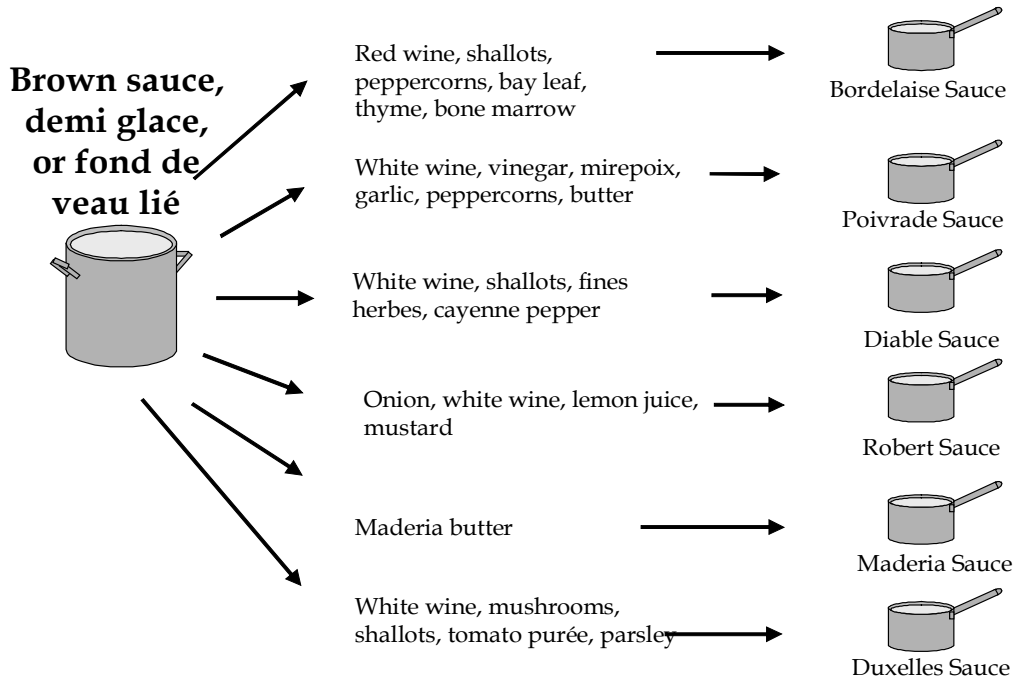 Brown sauce,
demi glace,
or fond de
veau lié
Red wine, shallots,
peppercorns, bay leaf,
thyme, bone marrow
Bordelaise Sauce
White wine, vinegar, mirepoix,
garlic, peppercorns, butter
Poivrade Sauce
White wine, shallots, fines
herbes, cayenne pepper
Diable Sauce
Onion, white wine, lemon juice,
mustard
Robert Sauce
Maderia butter
Maderia Sauce
White wine, mushrooms,
shallots, tomato purée, parsley
Duxelles Sauce